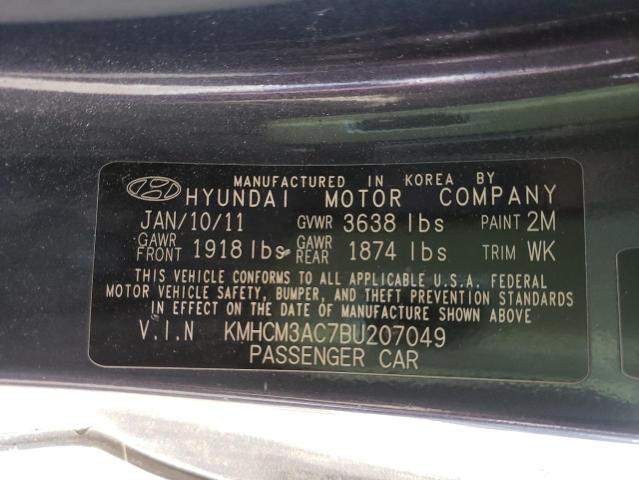 MANUFACTURED IN KOREA BY
HYUNDAI MOTOR COMPANY
JAN/10/11 GVWR 3638 lbs PAINT 2M
GAWR FRONT 1918 lbs GAWR REAR 1874 lbs TRIM WK
THIS VEHICLE CONFORMS TO ALL APPLICABLE U.S.A. FEDERAL
MOTOR VEHICLE SAFETY, BUMPER, AND THEFT PREVENTION STANDARDS
IN EFFECT ON THE DATE OF MANUFACTURE SHOWN ABOVE
V.I.N KMHCM3AC7BU207049
PASSENGER CAR